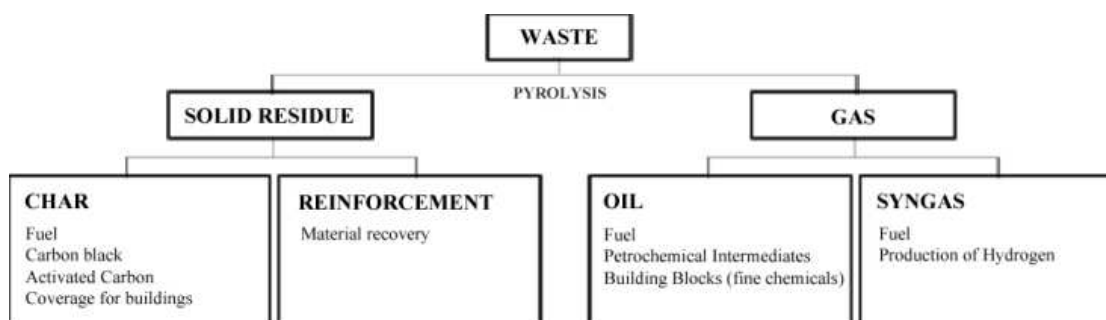 WASTE
PYROLYSIS
SOLID RESIDUE
GAS
CHAR
Fuel
Carbon black
Activated Carbon
Coverage for buildings
REINFORCEMENT
Material recovery
OIL
Fuel
Petrochemical Intermediates
Building Blocks (fine chemicals)
SYNGAS
Fuel
Production of Hydrogen